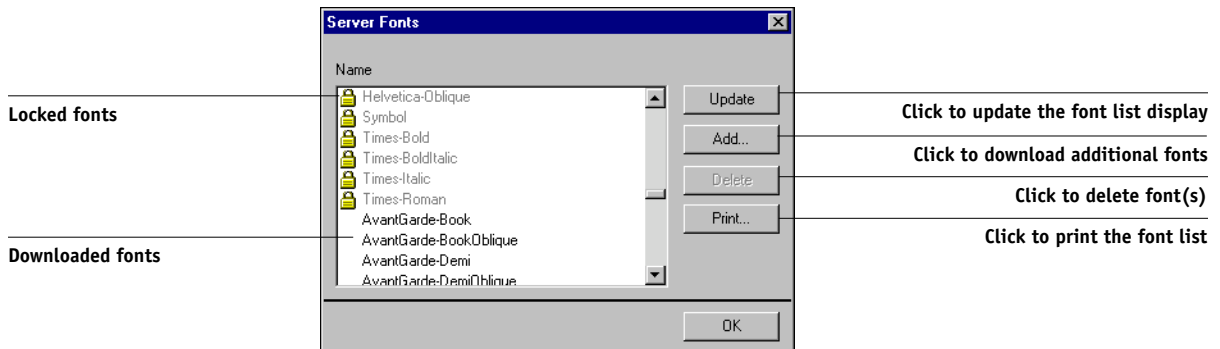 Server Fonts
Name
Helvetica-Oblique
Symbol
Times-Bold
Times-BoldItalic
Times-Italic
Times-Roman
AvantGarde-Book
AvantGarde-BookOblique
AvantGarde-Demi
AvantGarde-DemiOblique
Update
Add...
Delete
Print...
OK
Locked fonts
Downloaded fonts
Click to update the font list display
Click to download additional fonts
Click to delete font(s)
Click to print the font list